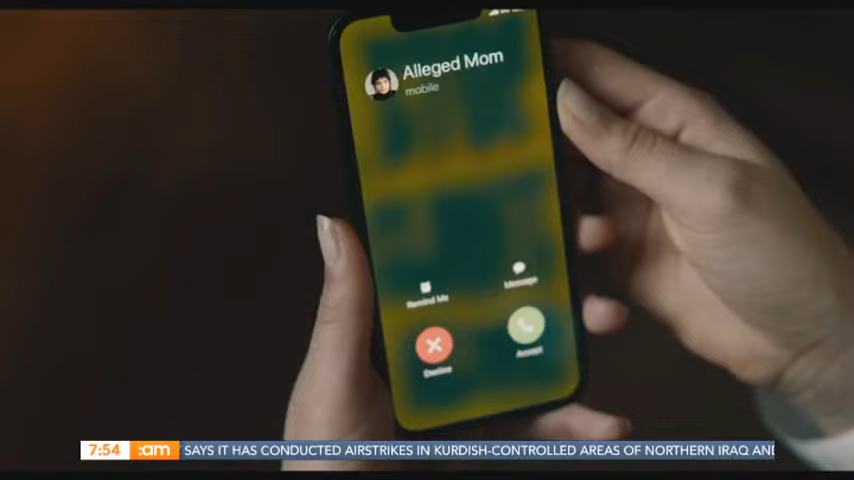 Alleged Mom
mobile
Remind Me
Message
Decline
Accept
7:54 :am SAYS IT HAS CONDUCTED AIRSTRIKES IN KURDISH-CONTROLLED AREAS OF NORTHERN IRAQ AND